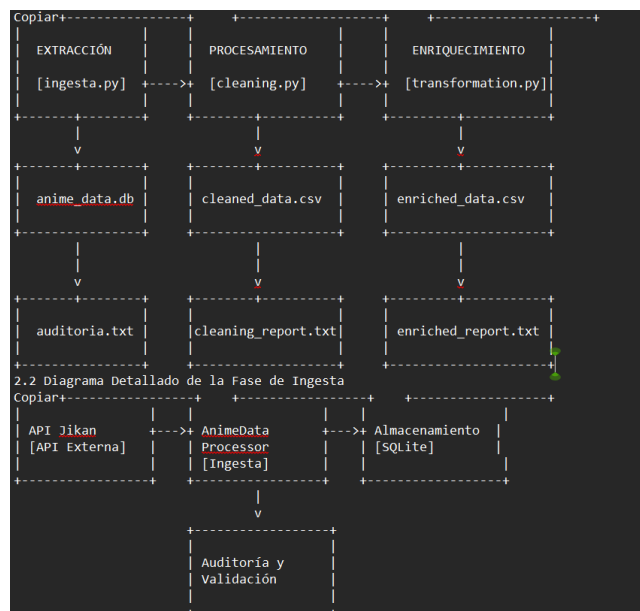 Copiar+----------------+ +-------------------+ +--------------------+
EXTRACCIÓN PROCESAMIENTO ENRIQUECIMIENTO
[ingesta.py] +---->+ [cleaning.py] +---->+ [transformation.py]
v v v
anime_data.db cleaned_data.csv enriched_data.csv
v v v
auditoria.txt cleaning_report.txt enriched_report.txt
2.2 Diagrama Detallado de la Fase de Ingesta
Copiar+-----------------+ +-----------------+ +------------------+
API Jikan +--->+ AnimeData +--->+ Almacenamiento
[API Externa] Processor [SQLite]
[Ingesta]
v
Auditoría y
Validación